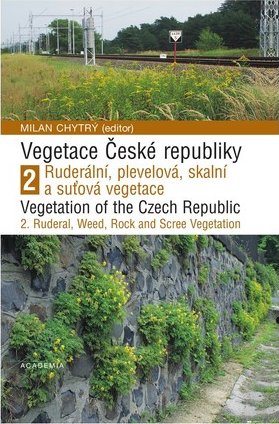 MILAN CHYTRÝ (editor)
Vegetace České republiky
2 Ruderální, plevelová, skalní
a suťová vegetace
Vegetation of the Czech Republic
2. Ruderal, Weed, Rock and Scree Vegetation
ACADEMIA